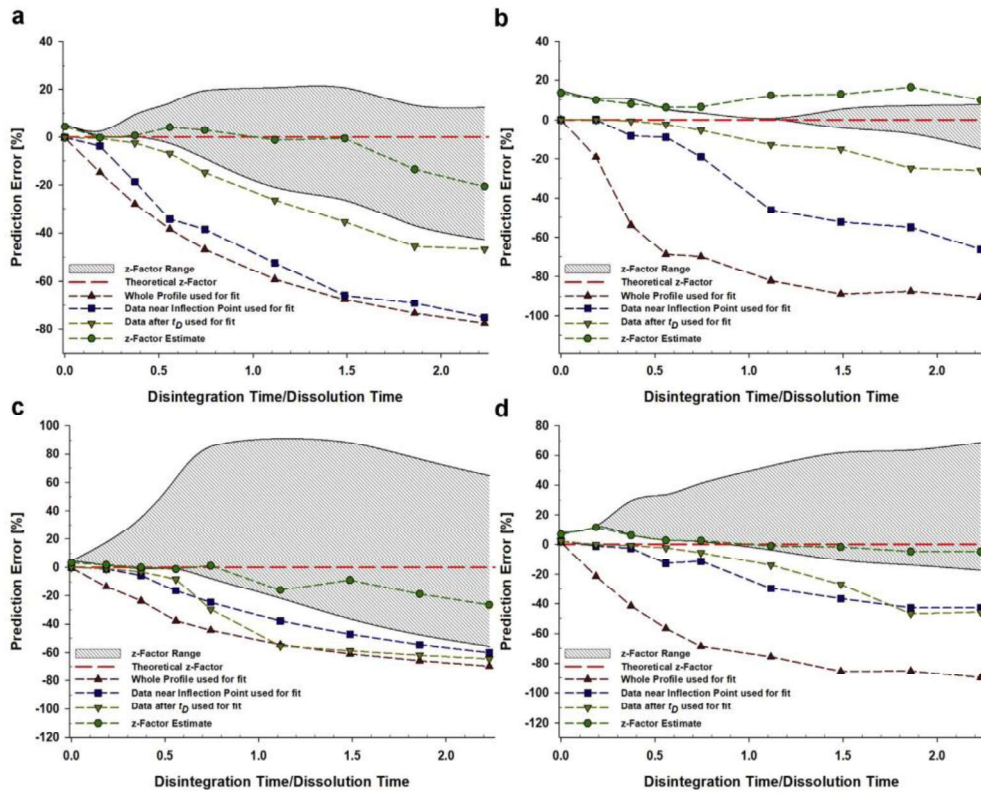 a
40
20
0
-20
-40
-60
-80
Prediction Error [%]
z-Factor Range
Theoretical z-Factor
Whole Profile used for fit
Data near Inflection Point used for fit
Data after tD used for fit
z-Factor Estimate
0.0 0.5 1.0 1.5 2.0
Disintegration Time/Dissolution Time
b
40
20
0
-20
-40
-60
-80
-100
Prediction Error [%]
z-Factor Range
Theoretical z-Factor
Whole Profile used for fit
Data near Inflection Point used for fit
Data after tD used for fit
z-Factor Estimate
0.0 0.5 1.0 1.5 2.0
Disintegration Time/Dissolution Time
c
100
80
60
40
20
0
-20
-40
-60
-80
-100
-120
Prediction Error [%]
z-Factor Range
Theoretical z-Factor
Whole Profile used for fit
Data near Inflection Point used for fit
Data after tD used for fit
z-Factor Estimate
0.0 0.5 1.0 1.5 2.0
Disintegration Time/Dissolution Time
d
80
60
40
20
0
-20
-40
-60
-80
-100
-120
Prediction Error [%]
z-Factor Range
Theoretical z-Factor
Whole Profile used for fit
Data near Inflection Point used for fit
Data after tD used for fit
z-Factor Estimate
0.0 0.5 1.0 1.5 2.0
Disintegration Time/Dissolution Time